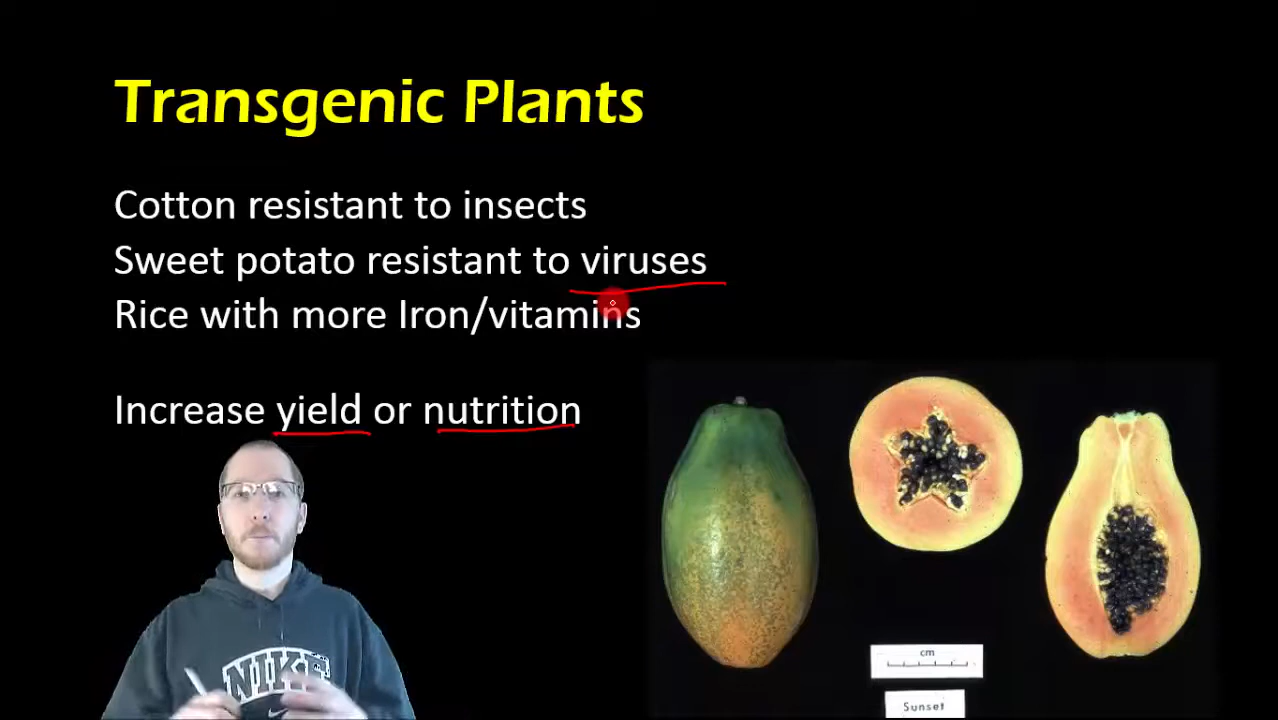 Transgenic Plants
Cotton resistant to insects
Sweet potato resistant to viruses
Rice with more Iron/vitamins
Increase yield or nutrition
NIKE
cm
Sunset